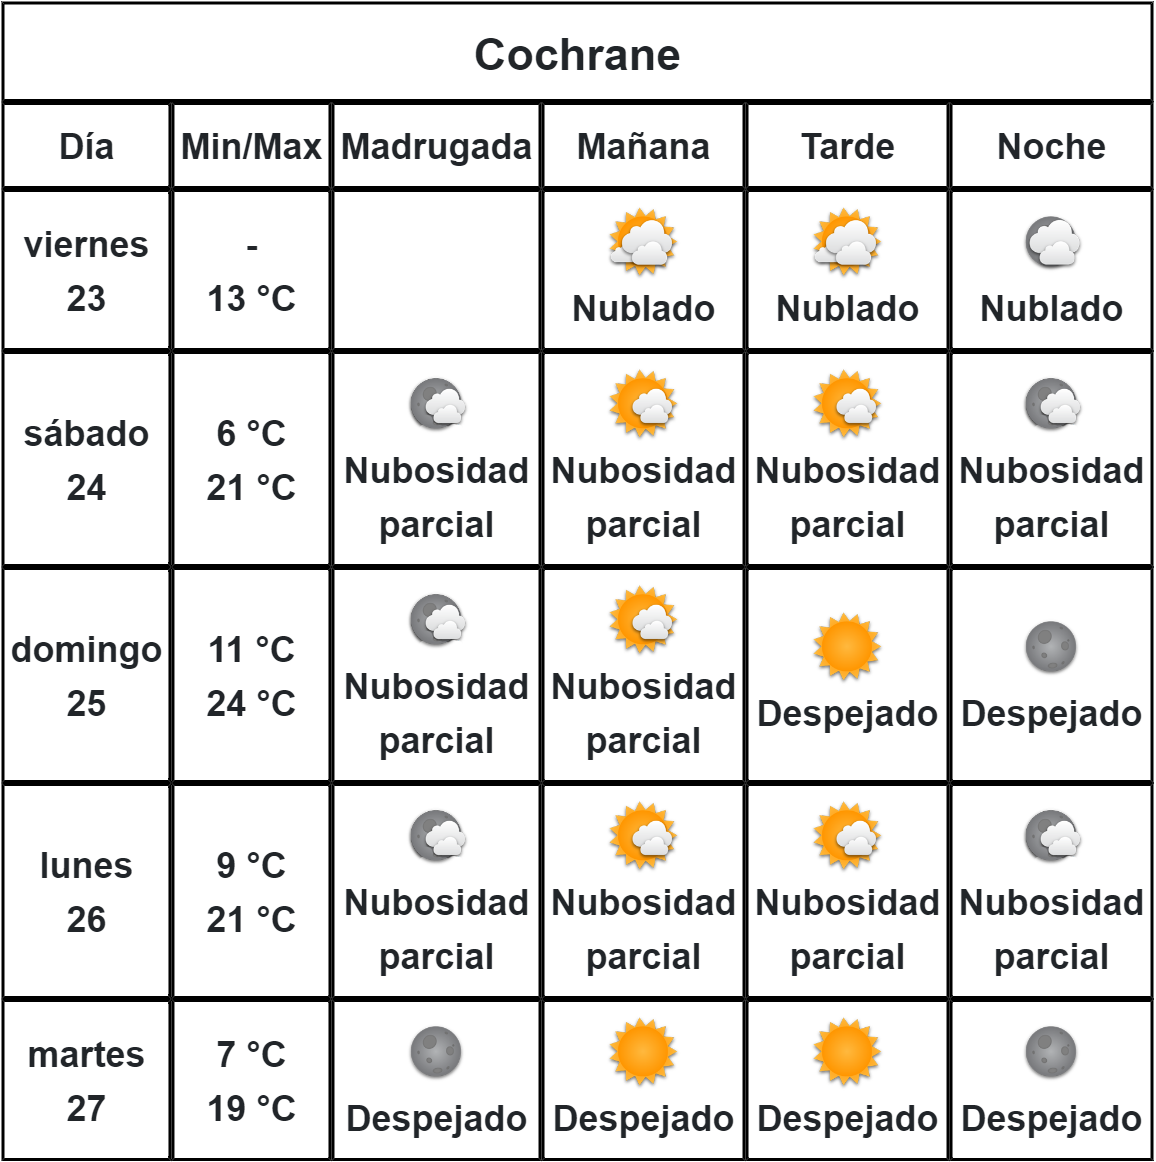 Cochrane
Día Min/Max Madrugada Mañana Tarde Noche
viernes
23
-
13 °C
Nublado
Nublado
Nublado
sábado
24
6 °C
21 °C
Nubosidad
parcial
Nubosidad
parcial
Nubosidad
parcial
Nubosidad
parcial
domingo
25
11 °C
24 °C
Nubosidad
parcial
Nubosidad
parcial
Despejado
Despejado
lunes
26
9 °C
21 °C
Nubosidad
parcial
Nubosidad
parcial
Nubosidad
parcial
Nubosidad
parcial
martes
27
7 °C
19 °C
Despejado
Despejado
Despejado
Despejado